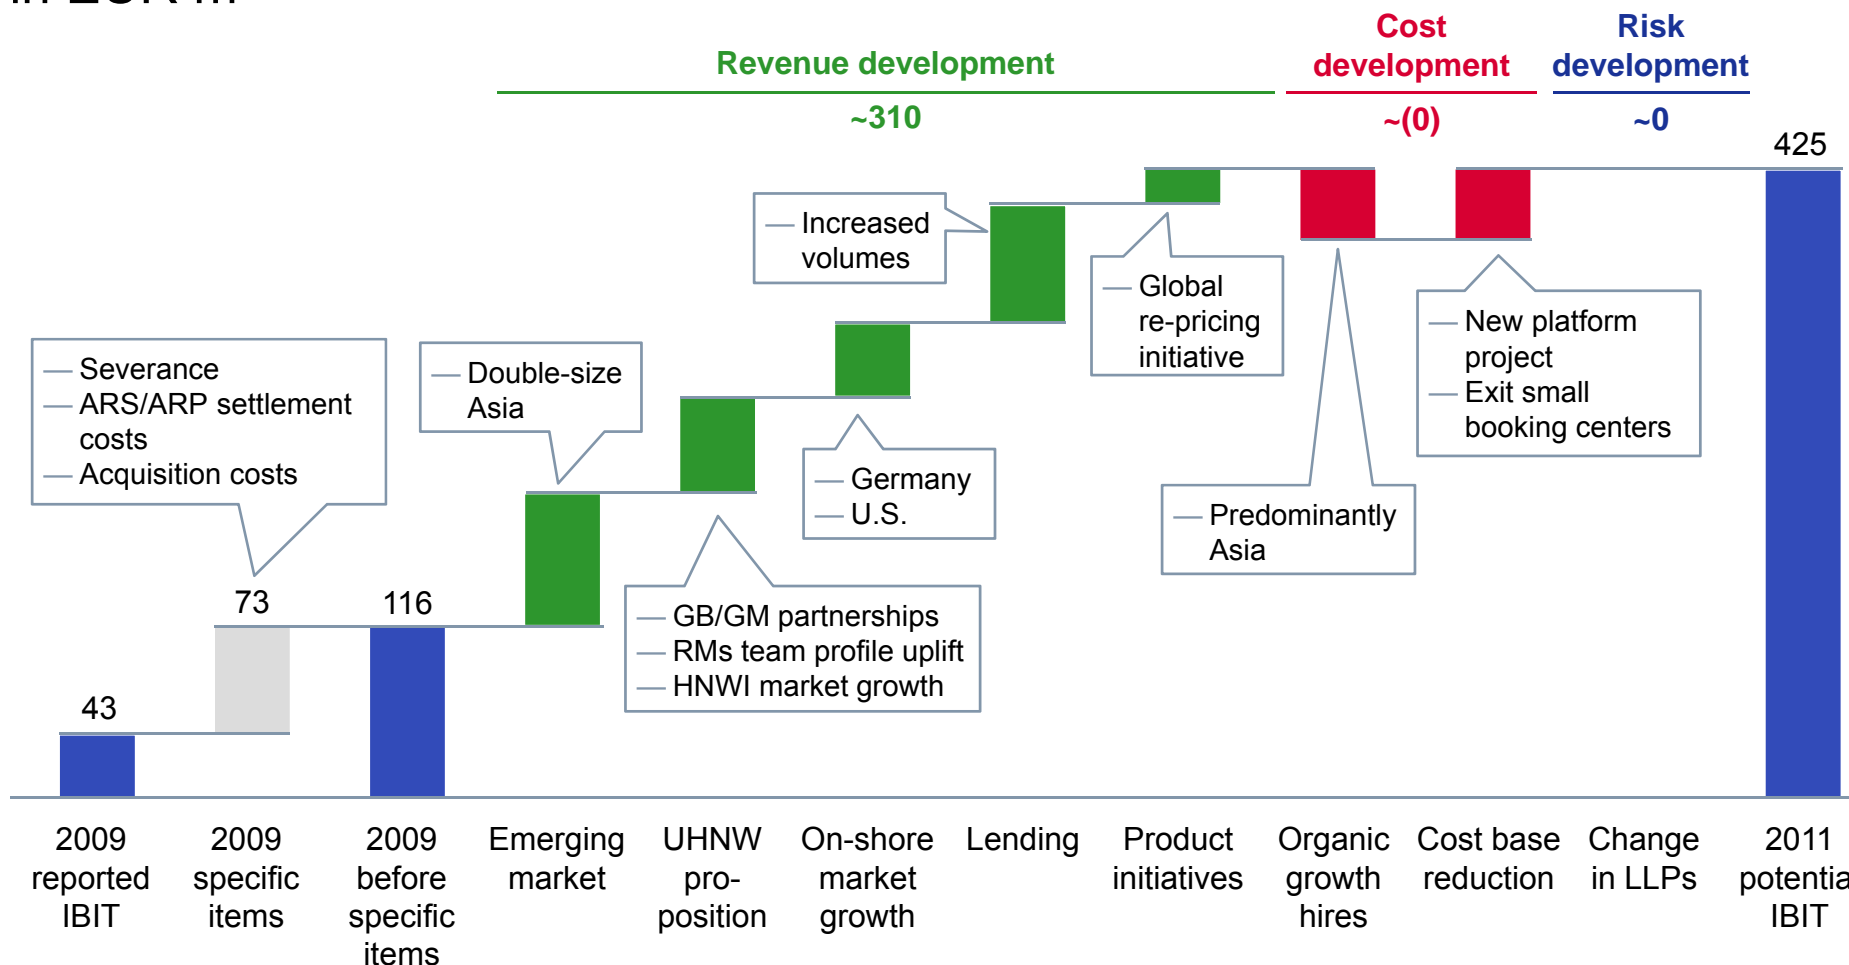 Revenue development
~310
Cost
development
~(0)
Risk
development
~0
425
— Increased
volumes
— Global
re-pricing
initiative
— New platform
project
— Exit small
booking centers
— Severance
— ARS/ARP settlement
costs
— Acquisition costs
— Double-size
Asia
— Germany
— U.S.
— Predominantly
Asia
— GB/GM partnerships
— RMs team profile uplift
— HNWI market growth
73
116
43
2009
reported
IBIT
2009
specific
items
2009
before
specific
items
Emerging
market
UHNW
pro-
position
On-shore
market
growth
Lending
Product
initiatives
Organic
growth
hires
Cost base
reduction
Change
in LLPs
2011
potentia
IBIT